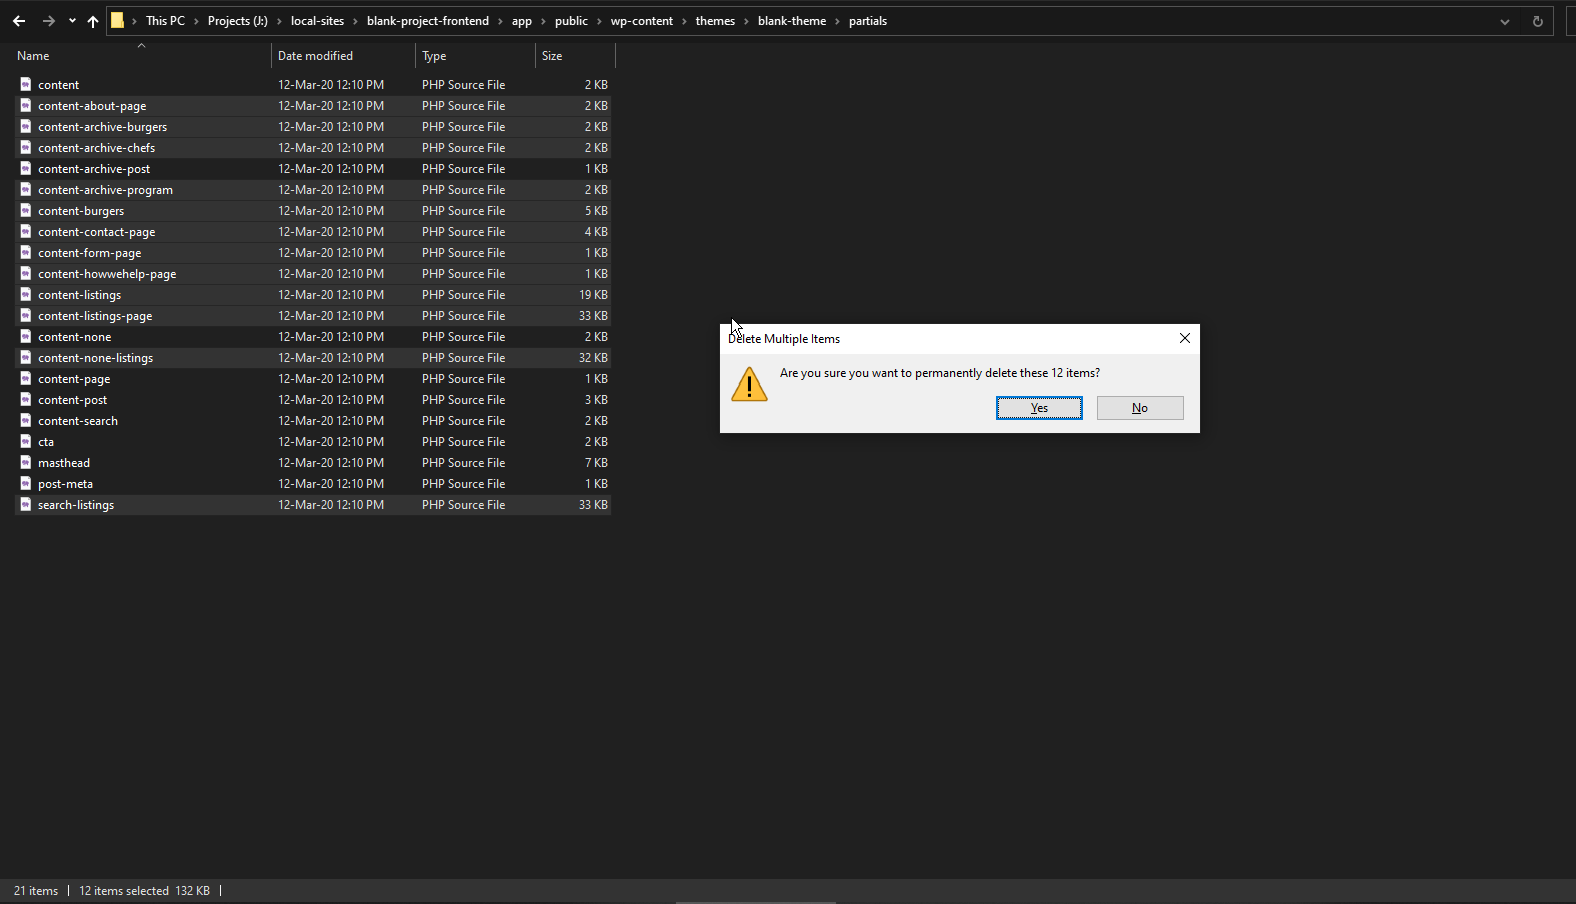 This PC > Projects (J:) > local-sites > blank-project-frontend > app > public > wp-content > themes > blank-theme > partials
Name Date modified Type Size
content 12-Mar-20 12:10 PM PHP Source File 2 KB
content-about-page 12-Mar-20 12:10 PM PHP Source File 2 KB
content-archive-burgers 12-Mar-20 12:10 PM PHP Source File 2 KB
content-archive-chefs 12-Mar-20 12:10 PM PHP Source File 2 KB
content-archive-post 12-Mar-20 12:10 PM PHP Source File 1 KB
content-archive-program 12-Mar-20 12:10 PM PHP Source File 2 KB
content-burgers 12-Mar-20 12:10 PM PHP Source File 5 KB
content-contact-page 12-Mar-20 12:10 PM PHP Source File 4 KB
content-form-page 12-Mar-20 12:10 PM PHP Source File 1 KB
content-howwehelp-page 12-Mar-20 12:10 PM PHP Source File 1 KB
content-listings 12-Mar-20 12:10 PM PHP Source File 19 KB
content-listings-page 12-Mar-20 12:10 PM PHP Source File 33 KB
content-none 12-Mar-20 12:10 PM PHP Source File 2 KB
content-none-listings 12-Mar-20 12:10 PM PHP Source File 32 KB
content-page 12-Mar-20 12:10 PM PHP Source File 1 KB
content-post 12-Mar-20 12:10 PM PHP Source File 3 KB
content-search 12-Mar-20 12:10 PM PHP Source File 2 KB
cta 12-Mar-20 12:10 PM PHP Source File 2 KB
masthead 12-Mar-20 12:10 PM PHP Source File 7 KB
post-meta 12-Mar-20 12:10 PM PHP Source File 1 KB
search-listings 12-Mar-20 12:10 PM PHP Source File 33 KB
Delete Multiple Items
Are you sure you want to permanently delete these 12 items?
Yes No
21 items | 12 items selected 132 KB |